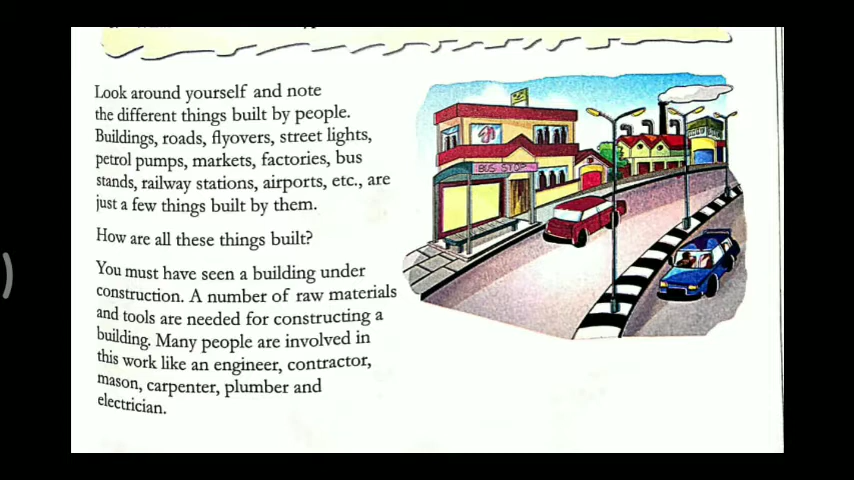 Look around yourself and note
the different things built by people.
Buildings, roads, flyovers, street lights,
petrol pumps, markets, factories, bus
stands, railway stations, airports, etc., are
just a few things built by them.
How are all these things built?
You must have seen a building under
construction. A number of raw materials
and tools are needed for constructing a
building. Many people are involved in
this work like an engineer, contractor,
mason, carpenter, plumber and
electrician.
BUS STOP